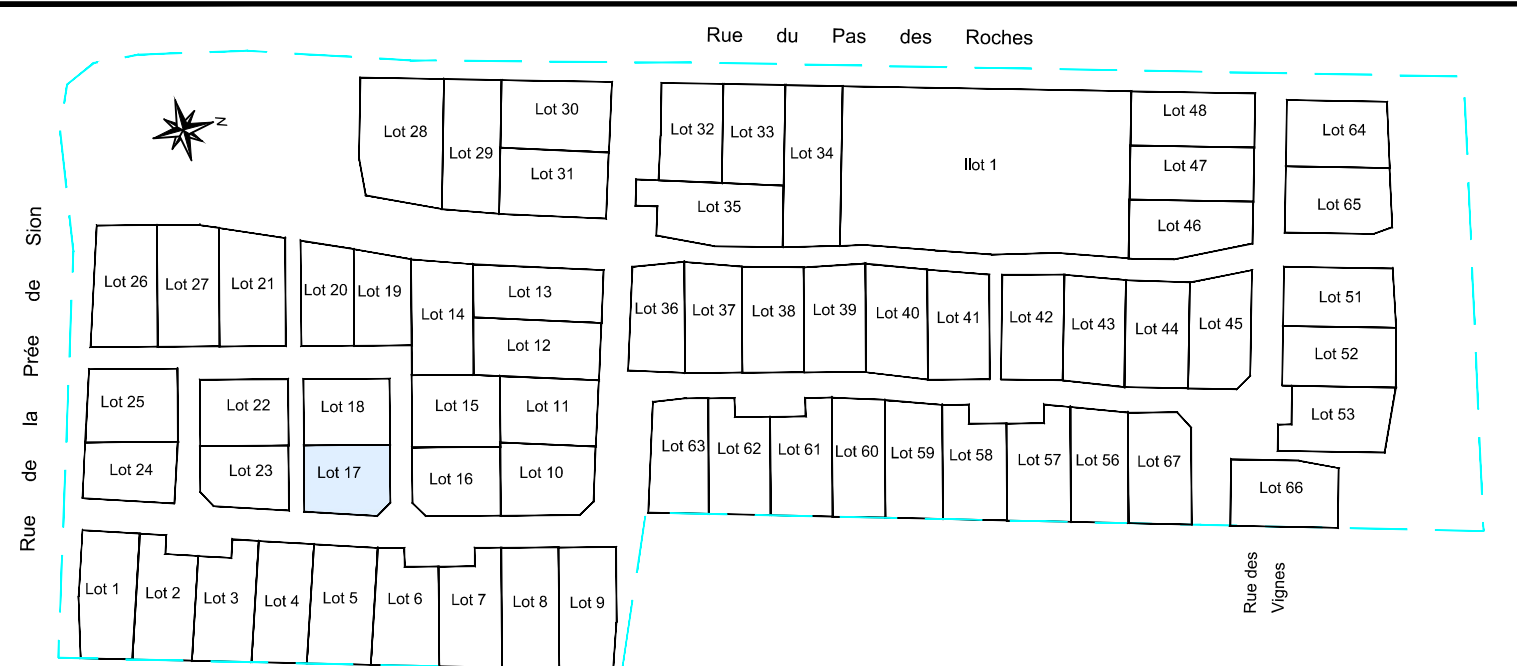 Rue du Pas des Roches
N
Lot 28
Lot 29
Lot 30
Lot 31
Lot 32
Lot 33
Lot 34
Lot 35
Ilot 1
Lot 48
Lot 47
Lot 46
Lot 64
Lot 65
Rue de la Prée de Sion
Lot 26
Lot 27
Lot 21
Lot 20
Lot 19
Lot 14
Lot 13
Lot 12
Lot 36
Lot 37
Lot 38
Lot 39
Lot 40
Lot 41
Lot 42
Lot 43
Lot 44
Lot 45
Lot 51
Lot 52
Lot 53
Lot 25
Lot 24
Lot 22
Lot 23
Lot 18
Lot 17
Lot 15
Lot 16
Lot 11
Lot 10
Lot 63
Lot 62
Lot 61
Lot 60
Lot 59
Lot 58
Lot 57
Lot 56
Lot 67
Lot 66
Lot 1
Lot 2
Lot 3
Lot 4
Lot 5
Lot 6
Lot 7
Lot 8
Lot 9
Rue des
Vignes